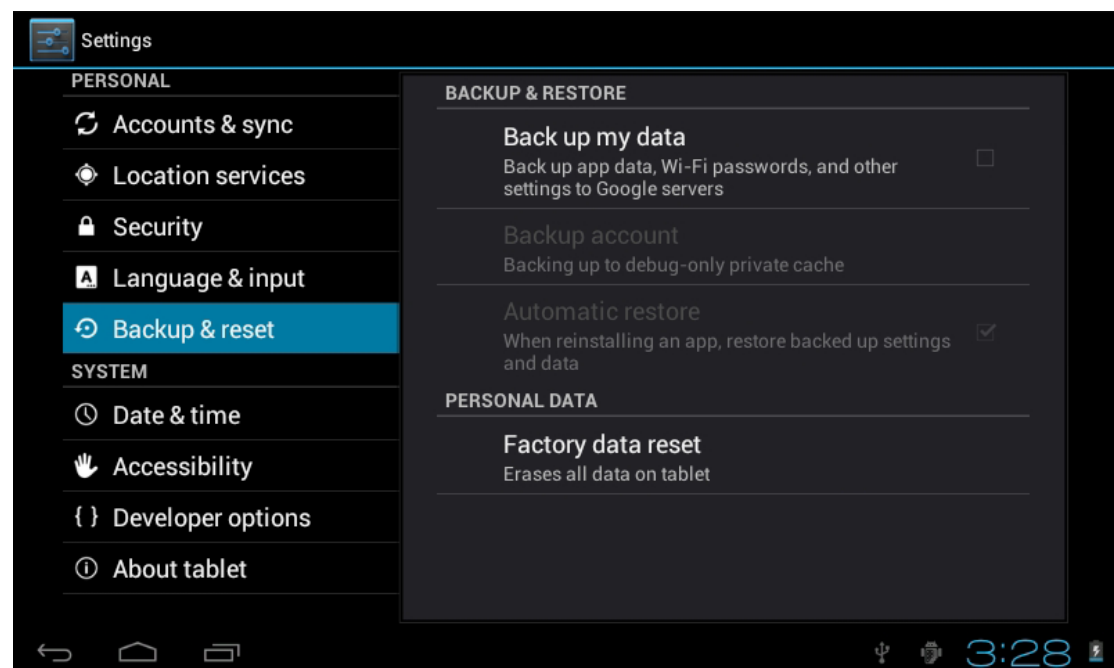 Settings
PERSONAL
Accounts & sync
Location services
Security
Language & input
Backup & reset
SYSTEM
Date & time
Accessibility
{ } Developer options
About tablet
BACKUP & RESTORE
Back up my data
Back up app data, Wi-Fi passwords, and other
settings to Google servers
Backup account
Backing up to debug-only private cache
Automatic restore
When reinstalling an app, restore backed up settings
and data
PERSONAL DATA
Factory data reset
Erases all data on tablet
3:28